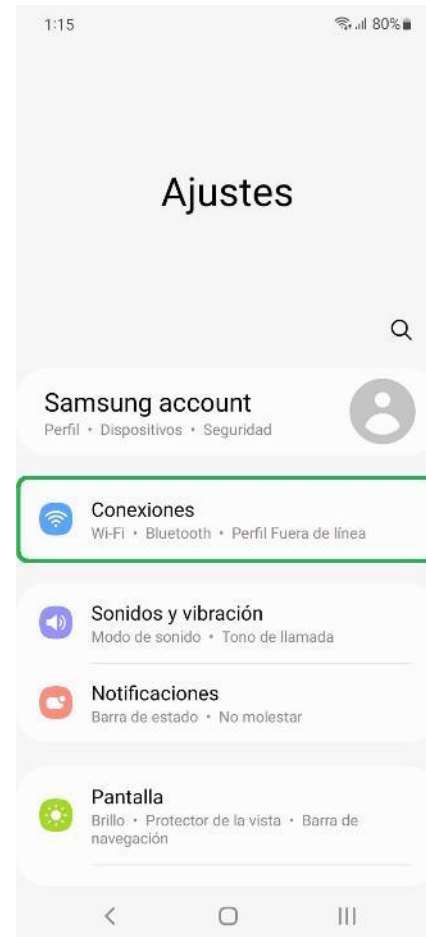 1:15 80%
Ajustes
Samsung account
Perfil • Dispositivos • Seguridad
Conexiones
Wi-Fi • Bluetooth • Perfil Fuera de línea
Sonidos y vibración
Modo de sonido • Tono de llamada
Notificaciones
Barra de estado • No molestar
Pantalla
Brillo • Protector de la vista • Barra de
navegación